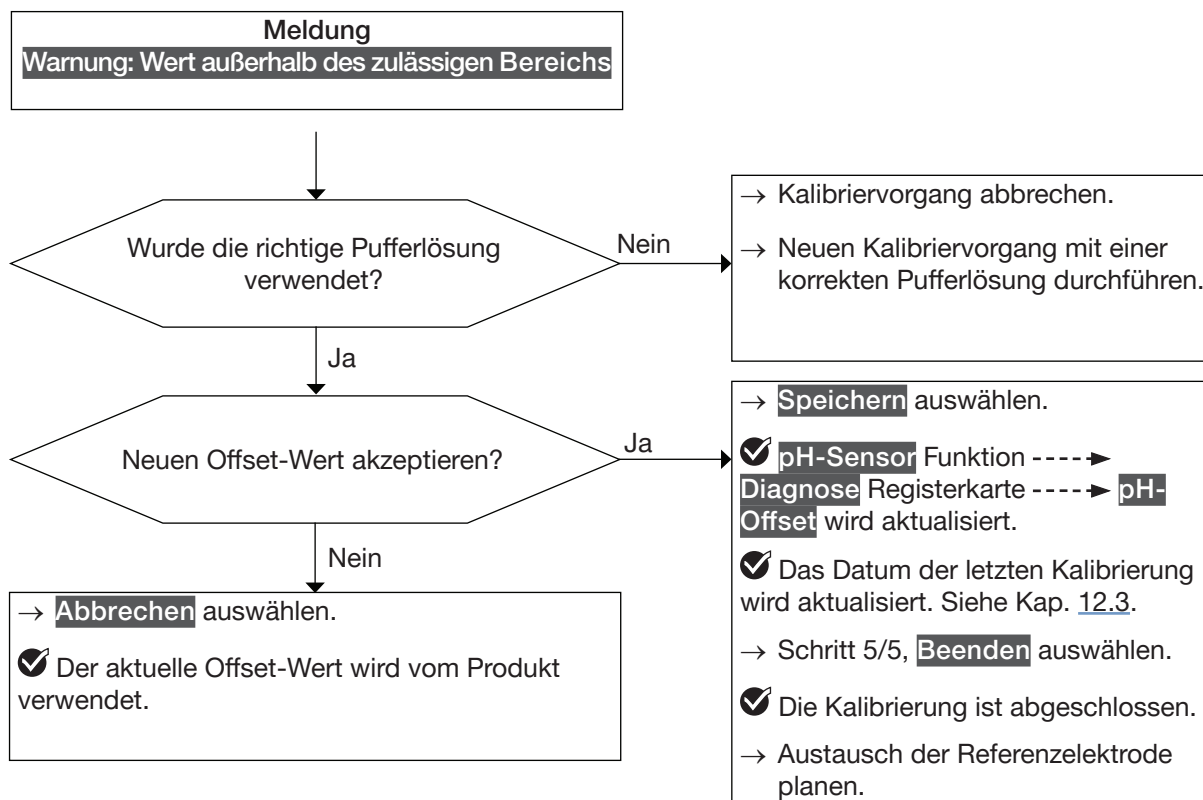 Meldung
Warnung: Wert außerhalb des zulässigen Bereichs
Wurde die richtige Pufferlösung
verwendet?
Nein
→ Kalibriervorgang abbrechen.
→ Neuen Kalibriervorgang mit einer
korrekten Pufferlösung durchführen.
Ja
Neuen Offset-Wert akzeptieren?
Ja
→ Speichern auswählen.
pH-Sensor Funktion
Diagnose Registerkarte pH-
Offset wird aktualisiert.
Das Datum der letzten Kalibrierung
wird aktualisiert. Siehe Kap. 12.3.
→ Schritt 5/5, Beenden auswählen.
Die Kalibrierung ist abgeschlossen.
→ Austausch der Referenzelektrode
planen.
Nein
→ Abbrechen auswählen.
Der aktuelle Offset-Wert wird vom Produkt
verwendet.